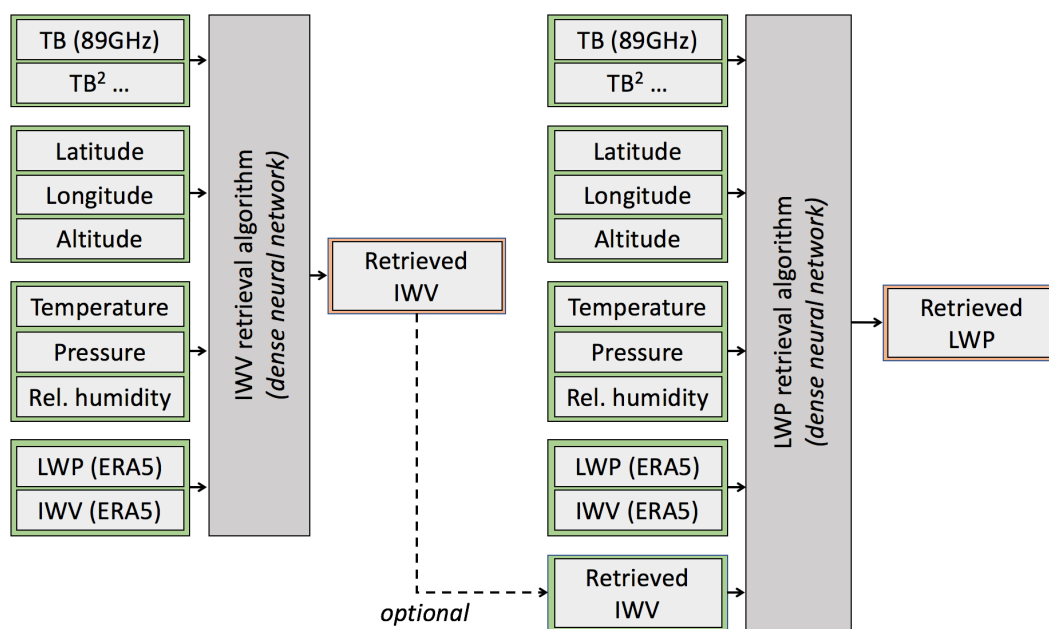 TB (89GHz)
TB² ...
Latitude
Longitude
Altitude
Temperature
Pressure
Rel. humidity
LWP (ERA5)
IWV (ERA5)
IWV retrieval algorithm
(dense neural network)
Retrieved
IWV
optional
TB (89GHz)
TB² ...
Latitude
Longitude
Altitude
Temperature
Pressure
Rel. humidity
LWP (ERA5)
IWV (ERA5)
Retrieved
IWV
LWP retrieval algorithm
(dense neural network)
Retrieved
LWP